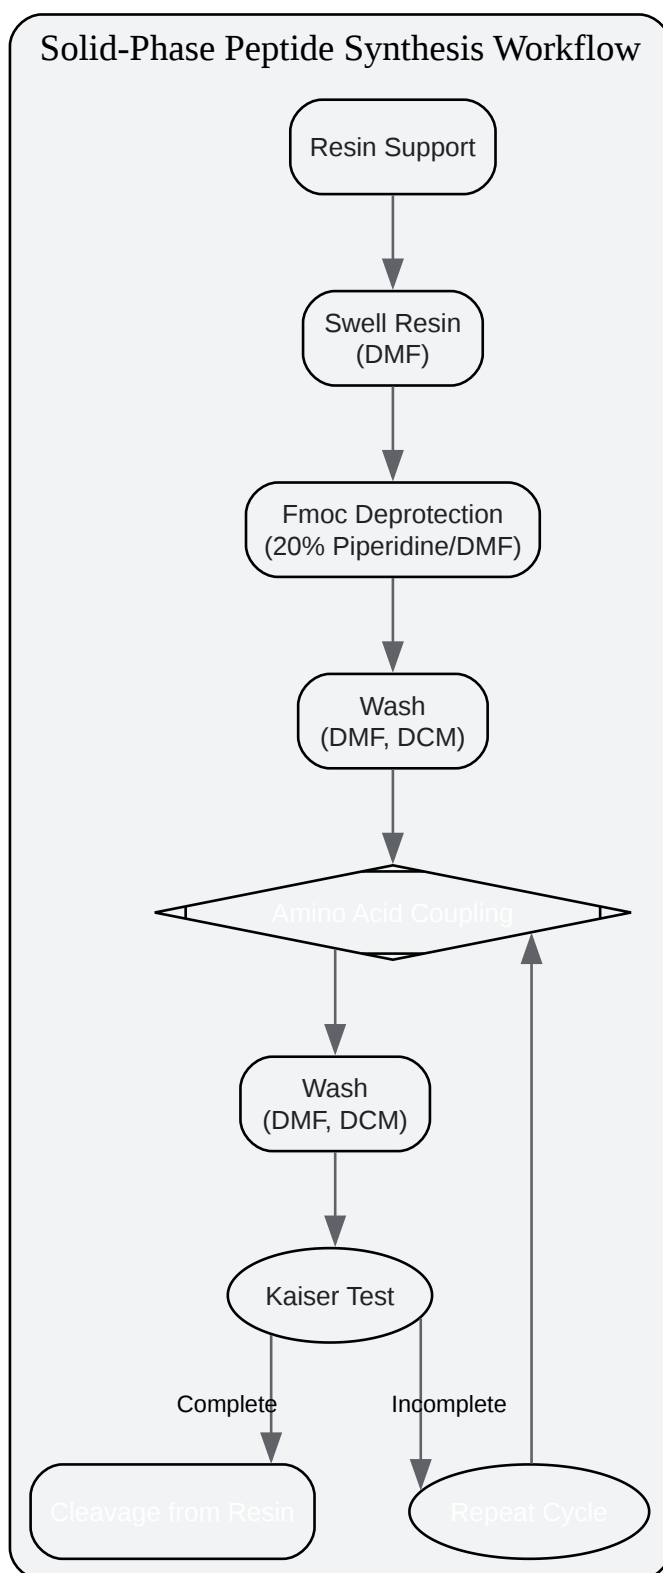 Solid-Phase Peptide Synthesis Workflow
Resin Support
Swell Resin
(DMF)
Fmoc Deprotection
(20% Piperidine/DMF)
Wash
(DMF, DCM)
Amino Acid Coupling
Wash
(DMF, DCM)
Kaiser Test
Complete
Incomplete
Cleavage from Resin
Repeat Cycle